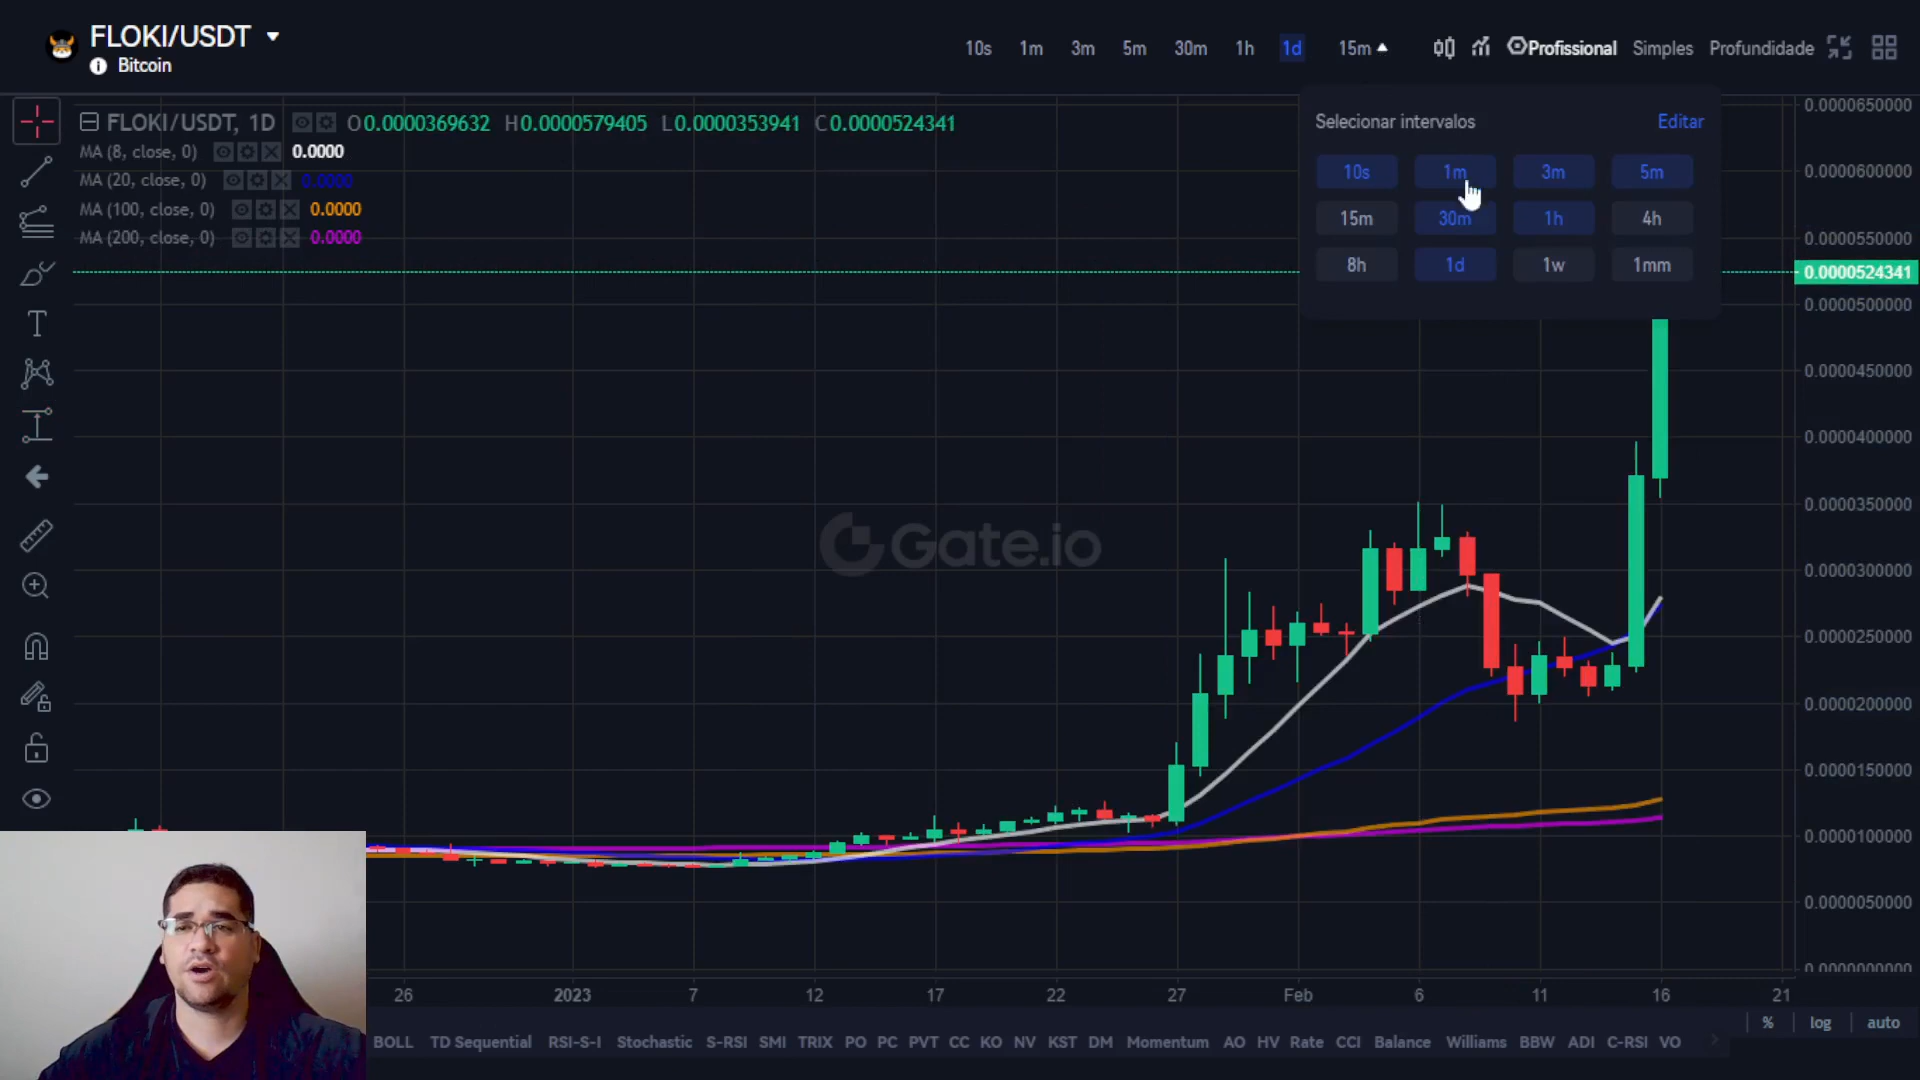 FLOKI/USDT
Bitcoin
10s 1m 3m 5m 30m 1h 1d 15m Profissional Simples Profundidade
FLOKI/USDT, 1D O0.0000369632 H0.0000579405 L0.0000353941 C0.0000524341
MA (8, close, 0) 0.0000
MA (20, close, 0) 0.0000
MA (100, close, 0) 0.0000
MA (200, close, 0) 0.0000
Selecionar intervalos Editar
10s 1m 3m 5m
15m 30m 1h 4h
8h 1d 1w 1mm
0.0000650000
0.0000600000
0.0000550000
0.0000524341
0.0000500000
0.0000450000
0.0000400000
0.0000350000
0.0000300000
0.0000250000
0.0000200000
0.0000150000
0.0000100000
0.0000050000
0.0000000000
Gate.io
26 2023 7 12 17 22 27 Feb 6 11 16 21
% log auto
BOLL TD Sequential RSI-S-I Stochastic S-RSI SMI TRIX PO PC PVT CC KO NV KST DM Momentum AO HV Rate CCI Balance Williams BBW ADI C-RSI VO